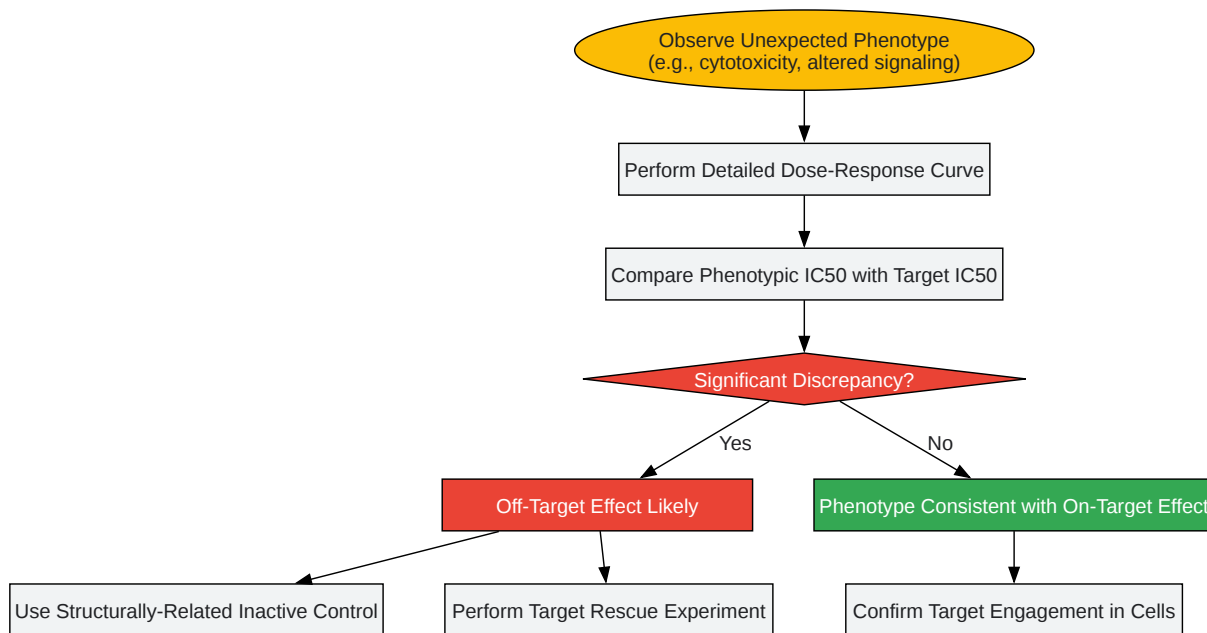 Observe Unexpected Phenotype
(e.g., cytotoxicity, altered signaling)
Perform Detailed Dose-Response Curve
Compare Phenotypic IC50 with Target IC50
Significant Discrepancy?
Yes
No
Off-Target Effect Likely
Phenotype Consistent with On-Target Effect
Use Structurally-Related Inactive Control
Perform Target Rescue Experiment
Confirm Target Engagement in Cells